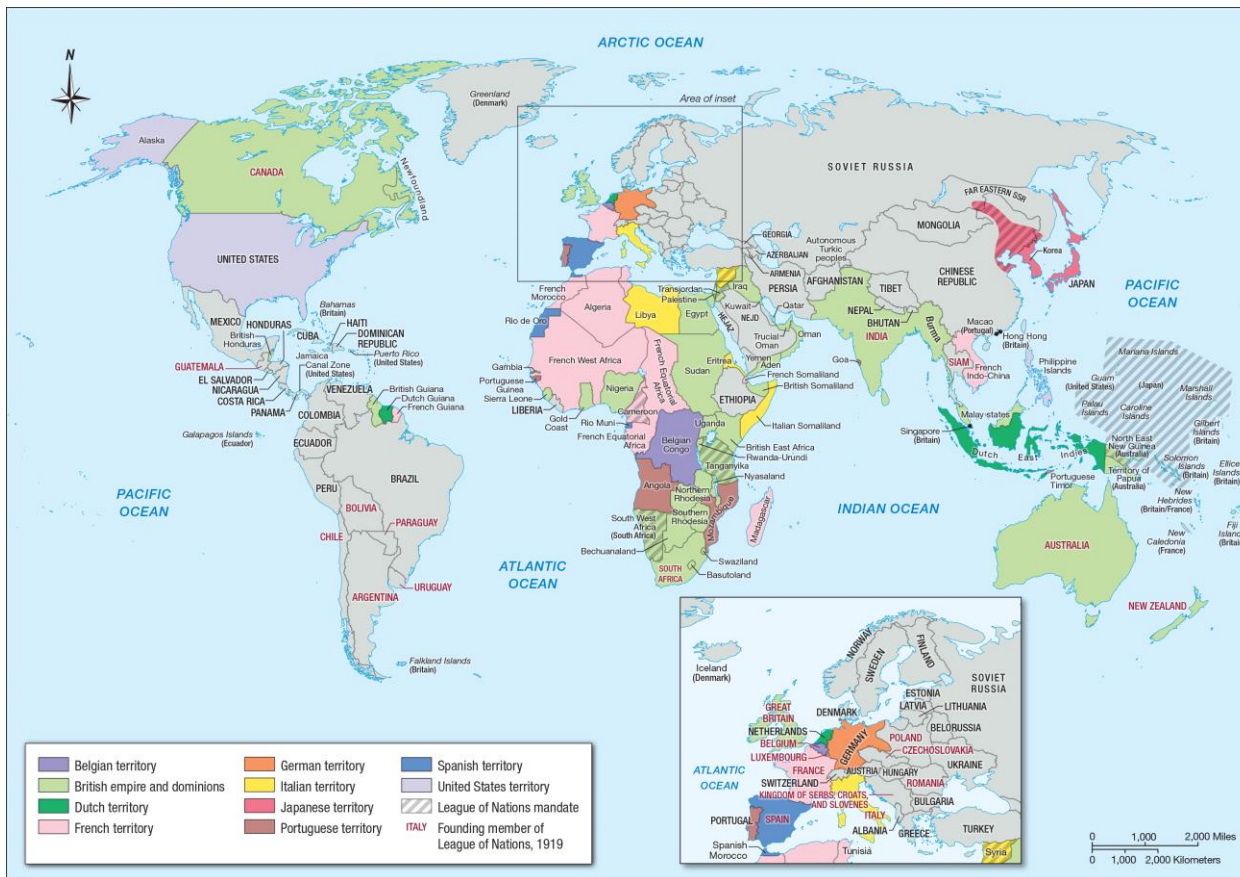 ARCTIC OCEAN
N
Greenland
(Denmark)
Area of inset
Alaska
CANADA
Newfoundland
SOVIET RUSSIA
FAR EASTERN SSR
UNITED STATES
GEORGIA
AZERBAIJAN
ARMENIA
Autonomous
Turkic
peoples
MONGOLIA
Korea
JAPAN
CHINESE
REPUBLIC
PACIFIC
OCEAN
French
Morocco
Algeria
Rio de Oro
Libya
Egypt
Transjordan
Palestine
Iraq
Kuwait
PERSIA
AFGHANISTAN
TIBET
Qatar
NEJD
HEJAZ
Trucial
Oman
Oman
NEPAL
BHUTAN
INDIA
Burma
Macao
(Portugal)
Hong Hong
(Britain)
MEXICO
HONDURAS
British
Honduras
Bahamas
(Britain)
CUBA
HAITI
DOMINICAN
REPUBLIC
Jamaica
Canal Zone
(United States)
Puerto Rico
(United States)
GUATEMALA
EL SALVADOR
NICARAGUA
COSTA RICA
PANAMA
VENEZUELA
British Guiana
Dutch Guiana
French Guiana
COLOMBIA
Galapagos Islands
(Ecuador)
ECUADOR
PERU
BRAZIL
BOLIVIA
PARAGUAY
CHILE
URUGUAY
ARGENTINA
Falkland Islands
(Britain)
PACIFIC
OCEAN
ATLANTIC
OCEAN
French West Africa
French Equatorial
Africa
Sudan
Eritrea
Yemen
Aden
French Somaliland
British Somaliland
Gambia
Portuguese
Guinea
Sierra Leone
LIBERIA
Gold
Coast
Nigeria
Cameroon
Rio Muni
French Equatorial
Africa
ETHIOPIA
Uganda
Italian Somaliland
British East Africa
Rwanda-Urundi
Belgian
Congo
Tanganyika
Nyasaland
Angola
Northern
Rhodesia
Southern
Rhodesia
Mozambique
Madagascar
South West
Africa
(South Africa)
Bechuanaland
SOUTH
AFRICA
Swaziland
Basutoland
INDIAN OCEAN
Goa
SIAM
French
Indo-China
Philippine
Islands
Mariana Islands
Guam
(United States)
(Japan)
Marshall
Islands
Palau
Islands
Caroline
Islands
Gilbert
Islands
(Britain)
Malay states
Singapore
(Britain)
Dutch East Indies
North East
New Guinea
(Australia)
Territory of
Papua
(Australia)
Solomon
Islands
(Britain)
Ellice
Islands
(Britain
Portuguese
Timor
New
Hebrides
(Britain/France)
Fiji
Islands
(Britain
New
Caledonia
(France)
AUSTRALIA
NEW ZEALAND
Belgian territory
British empire and dominions
Dutch territory
French territory
German territory
Italian territory
Japanese territory
Portuguese territory
Spanish territory
United States territory
League of Nations mandate
ITALY Founding member of
League of Nations, 1919
Iceland
(Denmark)
NORWAY
SWEDEN
FINLAND
SOVIET
RUSSIA
ESTONIA
LATVIA
LITHUANIA
GREAT
BRITAIN
DENMARK
NETHERLANDS
BELGIUM
LUXEMBOURG
GERMANY
POLAND
BELORUSSIA
CZECHOSLOVAKIA
UKRAINE
ATLANTIC
OCEAN
FRANCE
SWITZERLAND
AUSTRIA
HUNGARY
ROMANIA
KINGDOM OF SERBS, CROATS,
AND SLOVENES
BULGARIA
PORTUGAL
SPAIN
ITALY
ALBANIA
GREECE
TURKEY
Spanish
Morocco
Tunisia
Syria
0 1,000 2,000 Miles
0 1,000 2,000 Kilometers